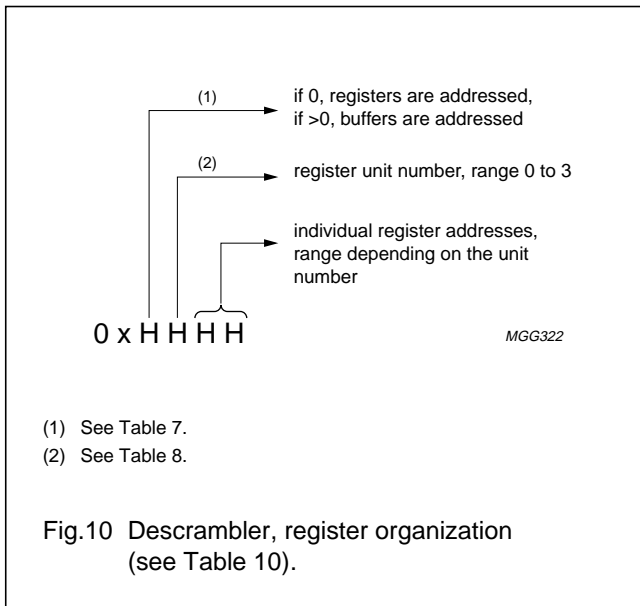 (1)
if 0, registers are addressed,
if >0, buffers are addressed
(2)
register unit number, range 0 to 3
individual register addresses,
range depending on the unit
number
0 x H H H H
MGG322
(1) See Table 7.
(2) See Table 8.
Fig.10 Descrambler, register organization
(see Table 10).